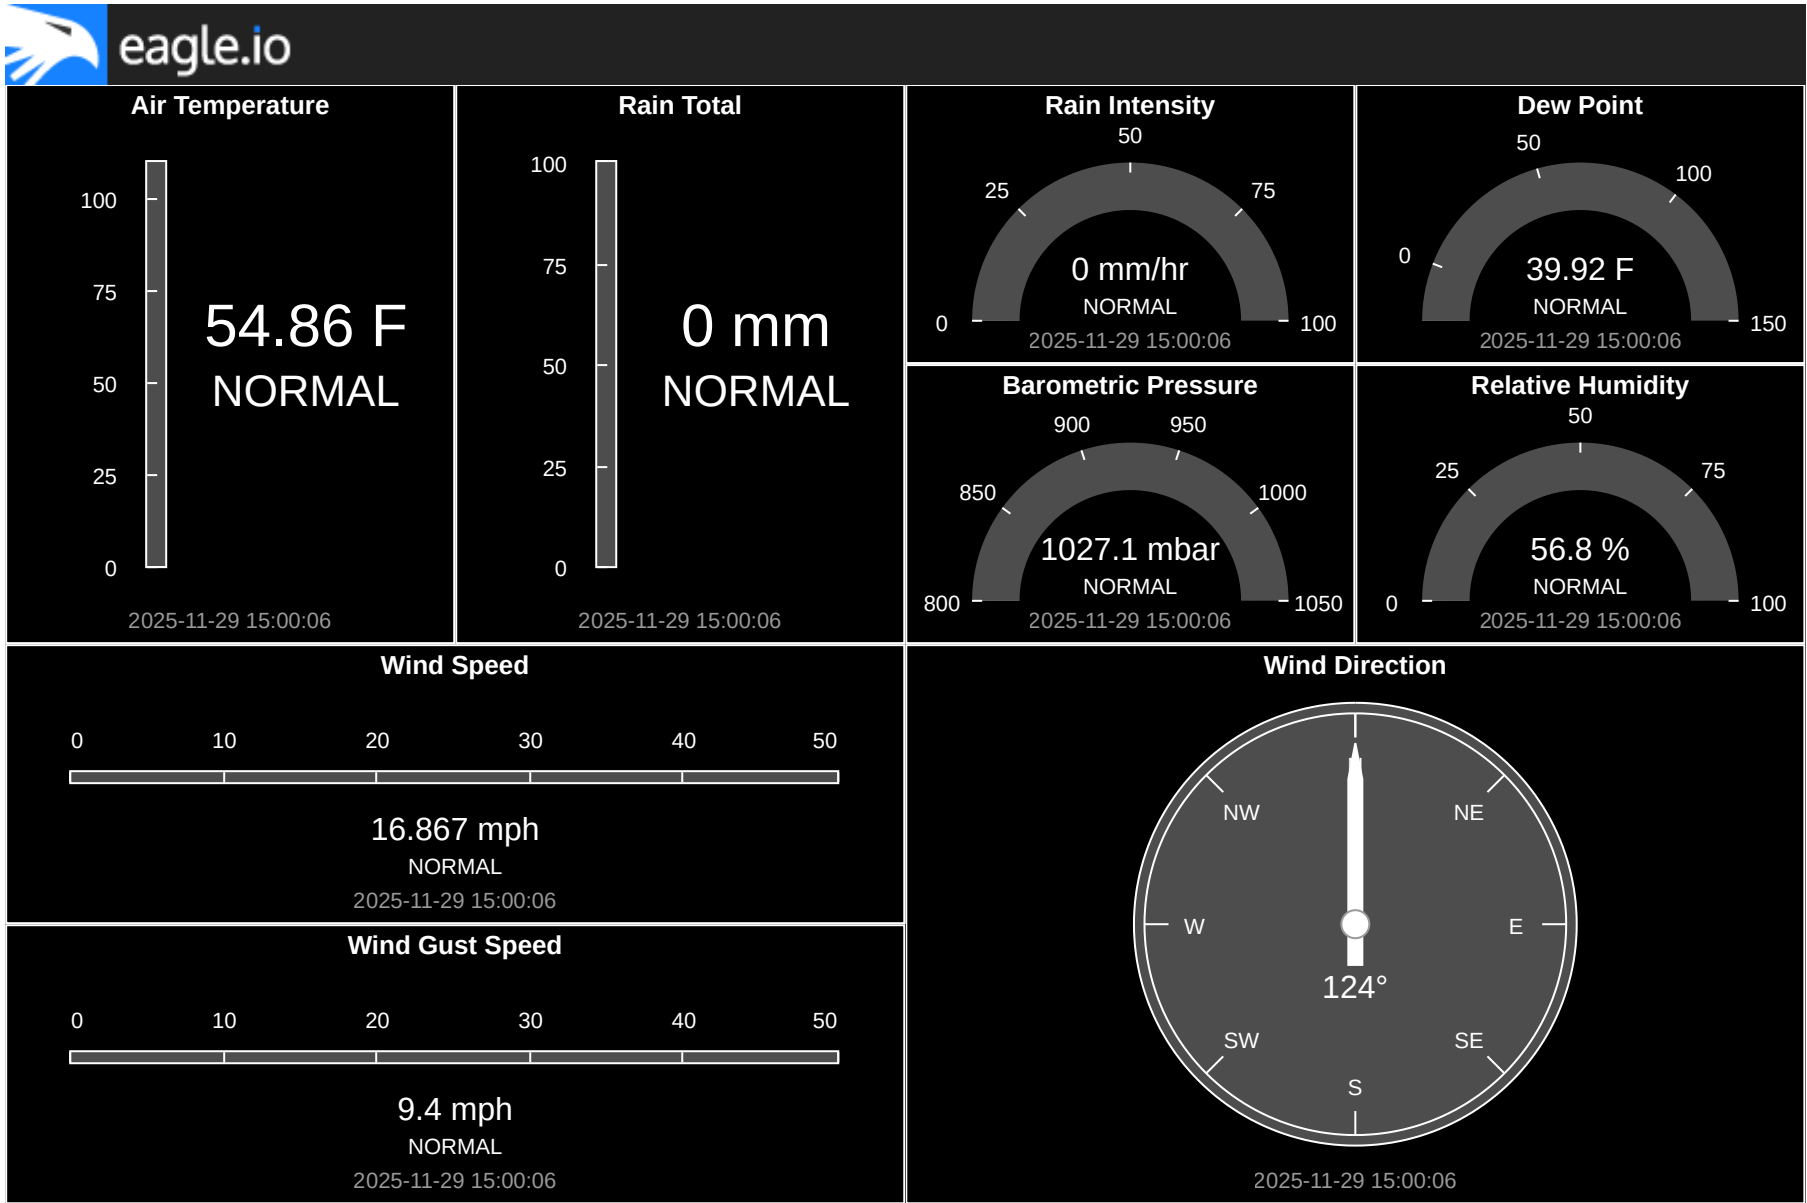 eagle.io
Air Temperature
100
75
50
25
0
54.86 F
NORMAL
2025-11-29 15:00:06
Rain Total
100
75
50
25
0
0 mm
NORMAL
2025-11-29 15:00:06
Rain Intensity
50
25
75
0
100
0 mm/hr
NORMAL
2025-11-29 15:00:06
Dew Point
50
100
0
150
39.92 F
NORMAL
2025-11-29 15:00:06
Barometric Pressure
900
950
850
1000
800
1050
1027.1 mbar
NORMAL
2025-11-29 15:00:06
Relative Humidity
50
25
75
0
100
56.8 %
NORMAL
2025-11-29 15:00:06
Wind Speed
0 10 20 30 40 50
16.867 mph
NORMAL
2025-11-29 15:00:06
Wind Gust Speed
0 10 20 30 40 50
9.4 mph
NORMAL
2025-11-29 15:00:06
Wind Direction
NW
NE
W
E
124°
SW
SE
S
2025-11-29 15:00:06